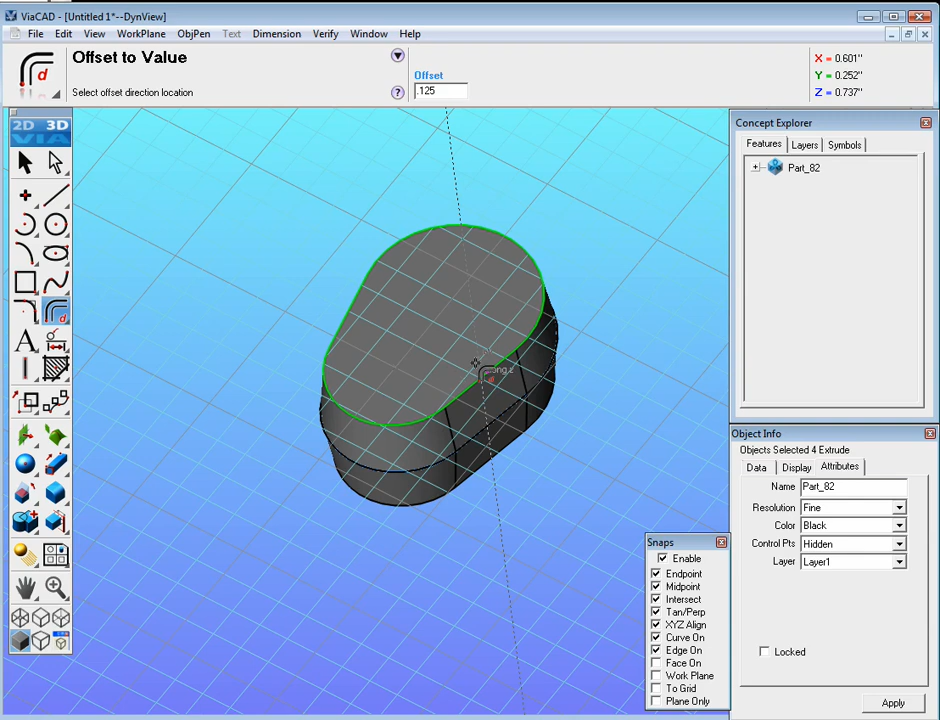 ViaCAD - [Untitled 1*--DynView]
File Edit View WorkPlane ObjPen Text Dimension Verify Window Help
Offset to Value
Select offset direction location
d
?
Offset
.125
X = 0.601"
Y = 0.252"
Z = 0.737"
2D 3D
VIA
d
A
Concept Explorer
Features Layers Symbols
Part_82
Object Info
Objects Selected 4 Extrude
Data Display Attributes
Name Part_82
Resolution Fine
Color Black
Control Pts Hidden
Layer Layer1
Locked
Apply
Snaps
Enable
Endpoint
Midpoint
Intersect
Tan/Perp
XYZ Align
Curve On
Edge On
Face On
Work Plane
To Grid
Plane Only